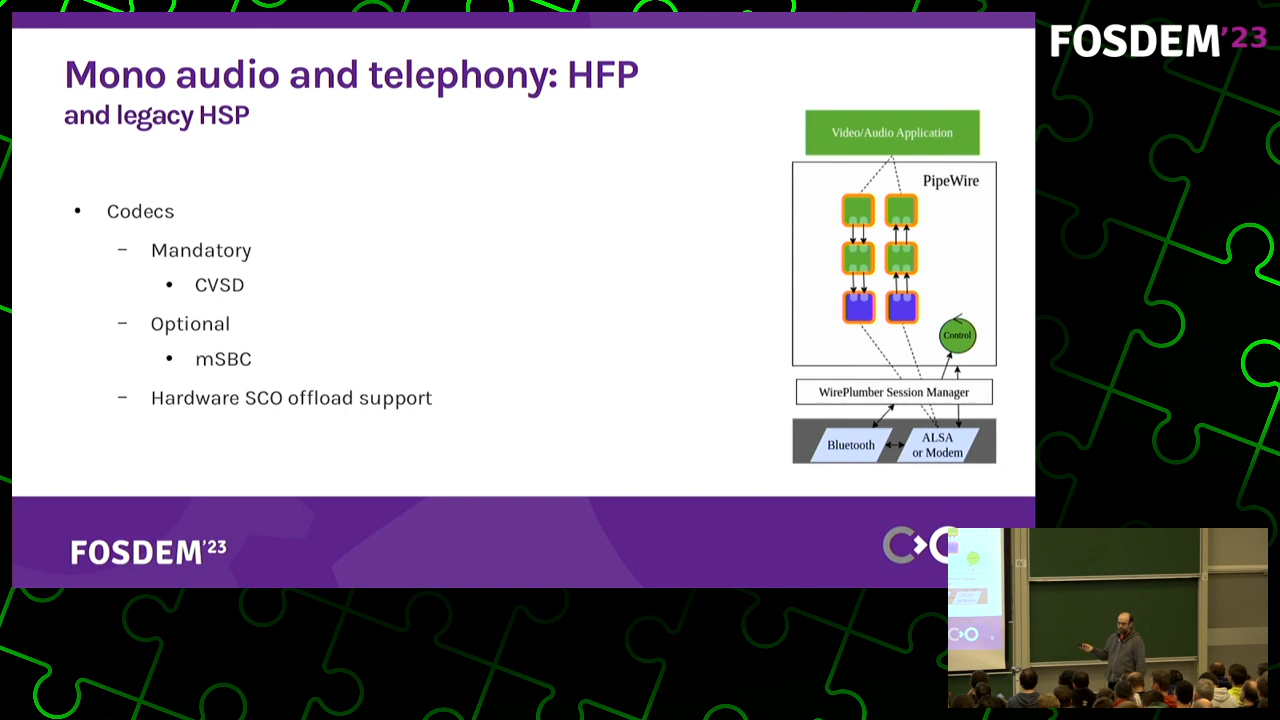 FOSDEM'23
Mono audio and telephony: HFP
and legacy HSP
• Codecs
– Mandatory
• CVSD
– Optional
• mSBC
– Hardware SCO offload support
Video/Audio Application
PipeWire
Control
WirePlumber Session Manager
Bluetooth
ALSA
or Modem
FOSDEM'23